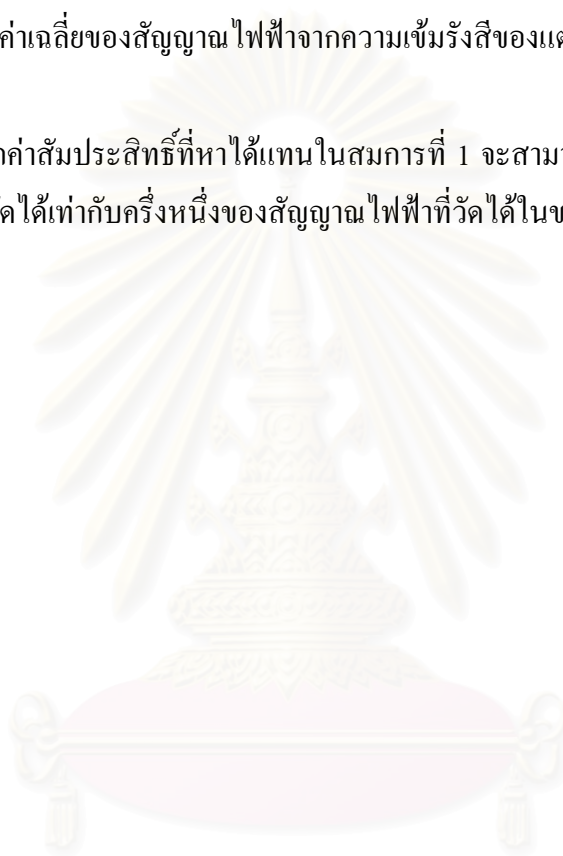 ค่าเฉลี่ยของสัญญาณไฟฟ้าจากความเข้มรังสีของแต
ค่าสัมประสิทธิ์ที่หาได้แทนในสมการที่ 1 จะสามา
ได้เท่ากับครึ่งหนึ่งของสัญญาณไฟฟ้าที่วัดได้ในข